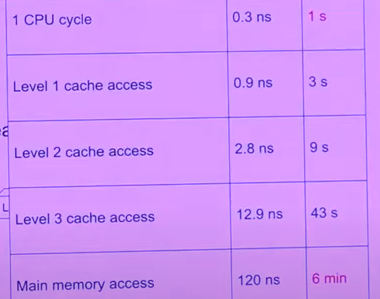 1 CPU cycle 0.3 ns 1 s
Level 1 cache access 0.9 ns 3 s
Level 2 cache access 2.8 ns 9 s
Level 3 cache access 12.9 ns 43 s
Main memory access 120 ns 6 min